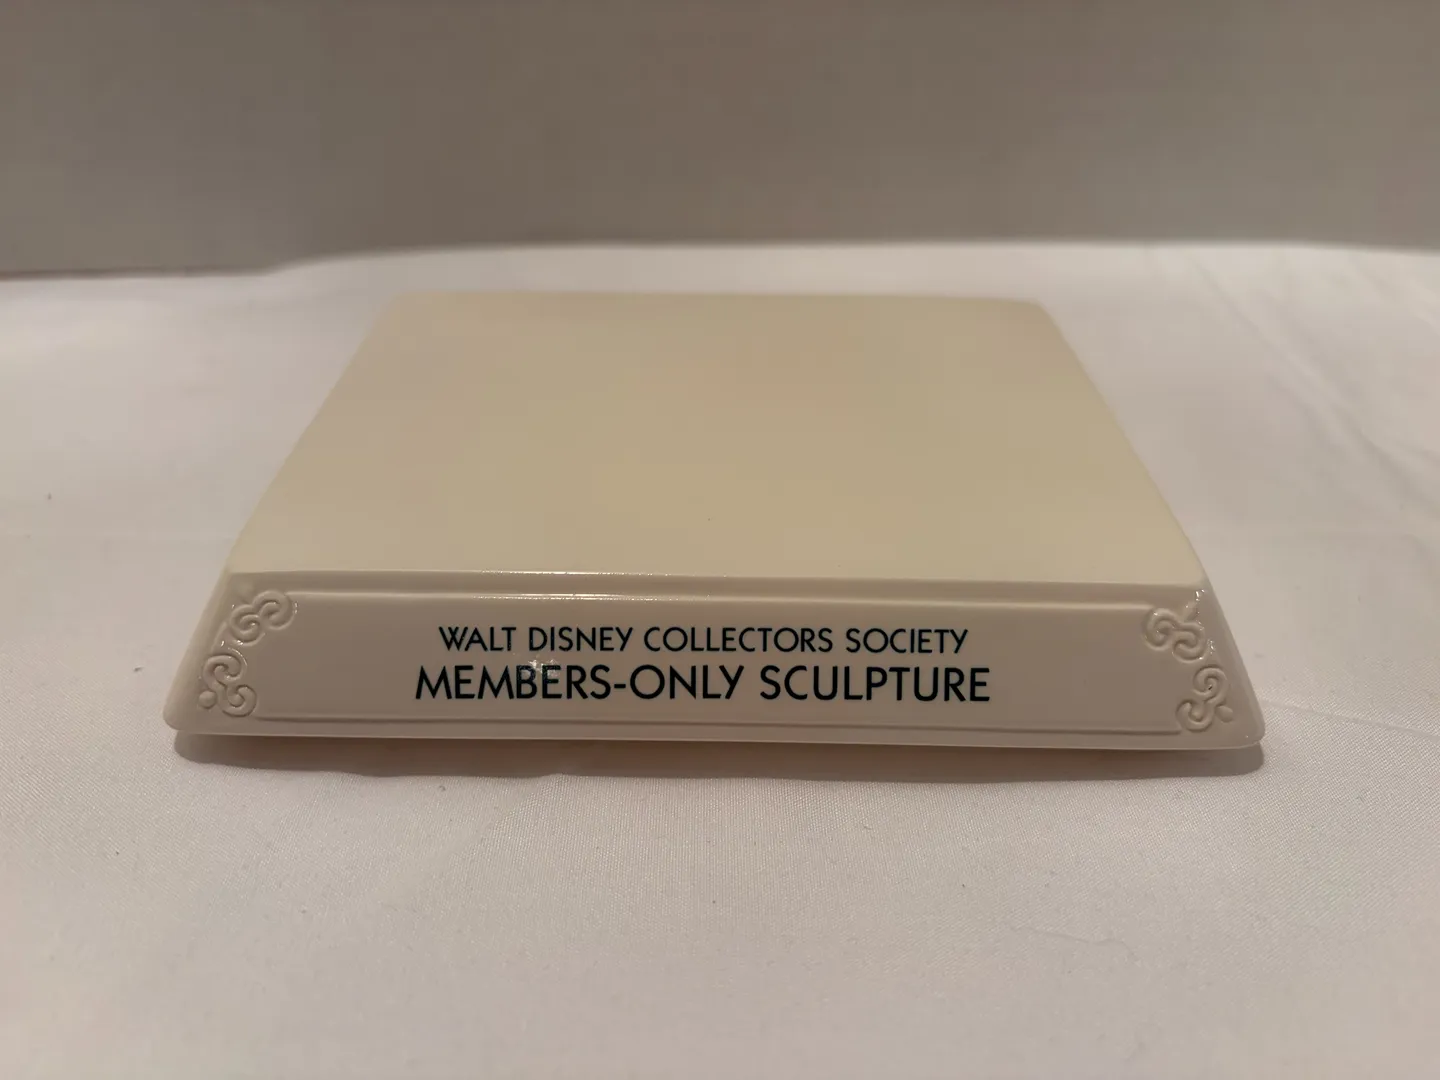 WALT DISNEY COLLECTORS SOCIETY
MEMBERS-ONLY SCULPTURE